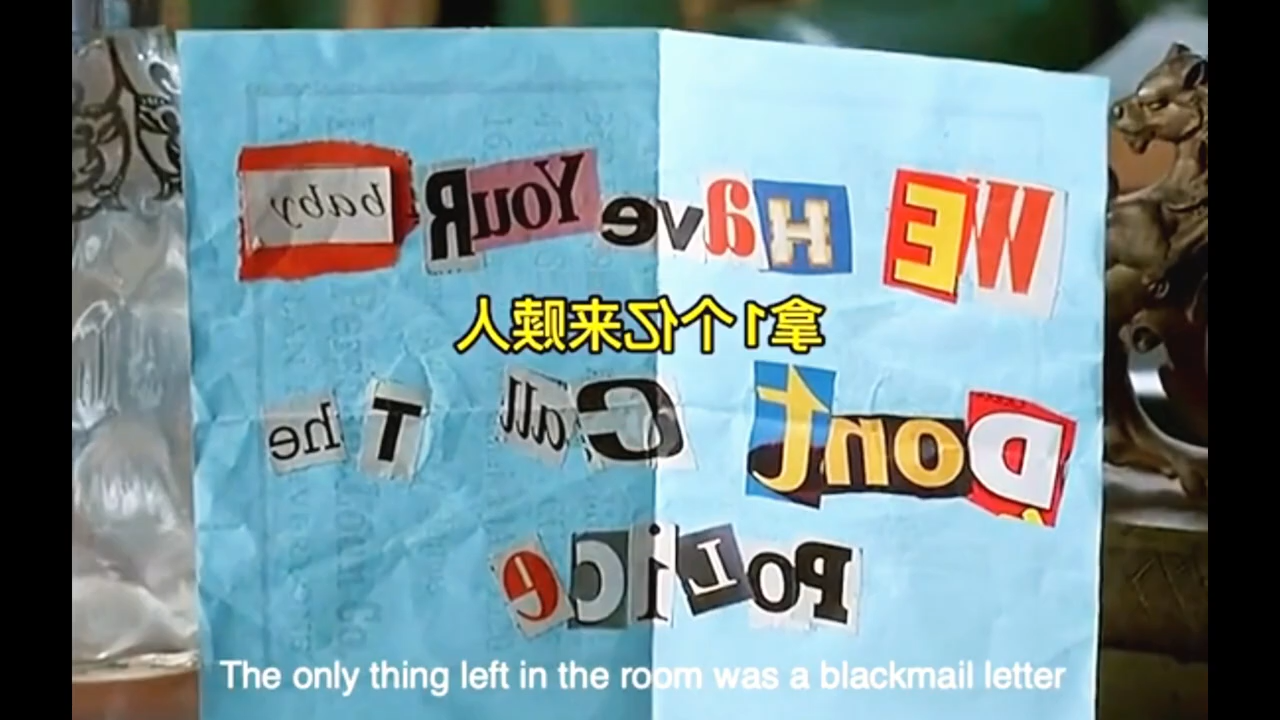 WE Have YouR baby
拿1个亿来赎人
Dont Call The
PoLice
The only thing left in the room was a blackmail letter